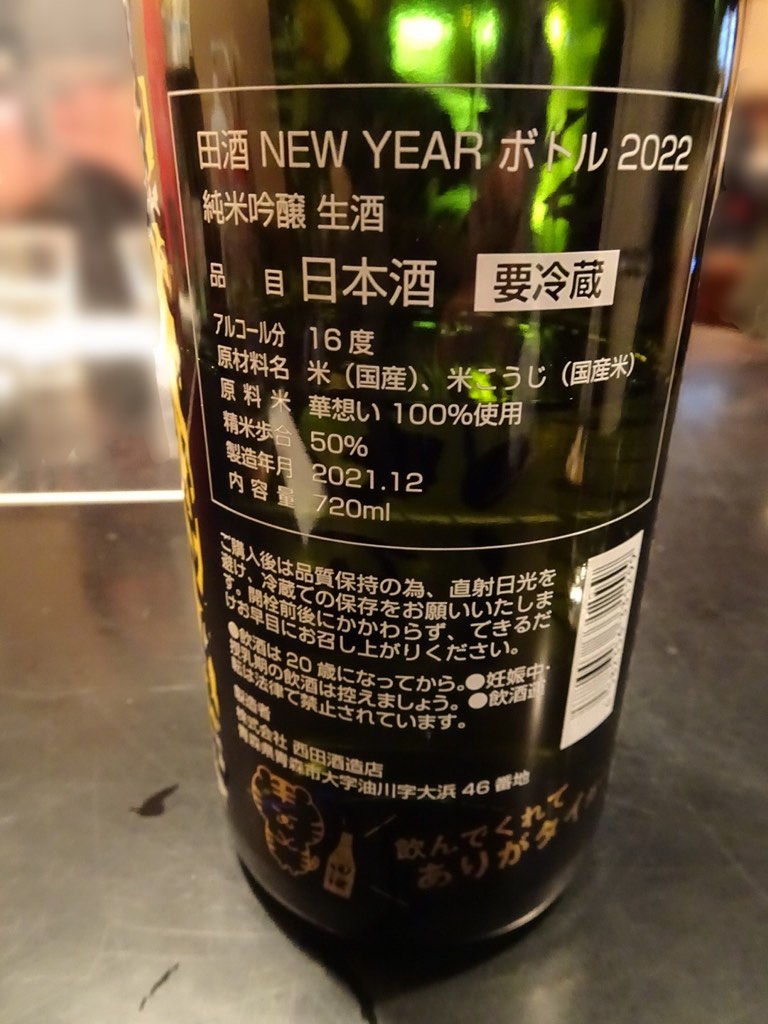 田酒 NEW YEAR ボトル 2022
純米吟醸 生酒
品目 日本酒 要冷蔵
アルコール分 16度
原材料名 米（国産）、米こうじ（国産米）
原料米 華想い 100%使用
精米歩合 50%
製造年月 2021.12
内容量 720ml
ご購入後は品質保持の為、直射日光を
避け、冷蔵での保存をお願いいたしま
す。開栓前後にかかわらず、できるだ
けお早目にお召し上がりください。
●飲酒は20歳になってから。●妊娠中・
授乳期の飲酒は控えましょう。●飲酒運
転は法律で禁止されています。
製造者
株式会社 西田酒造店
青森県青森市大字油川字大浜46番地
飲んでくれて
ありがタイ
田酒